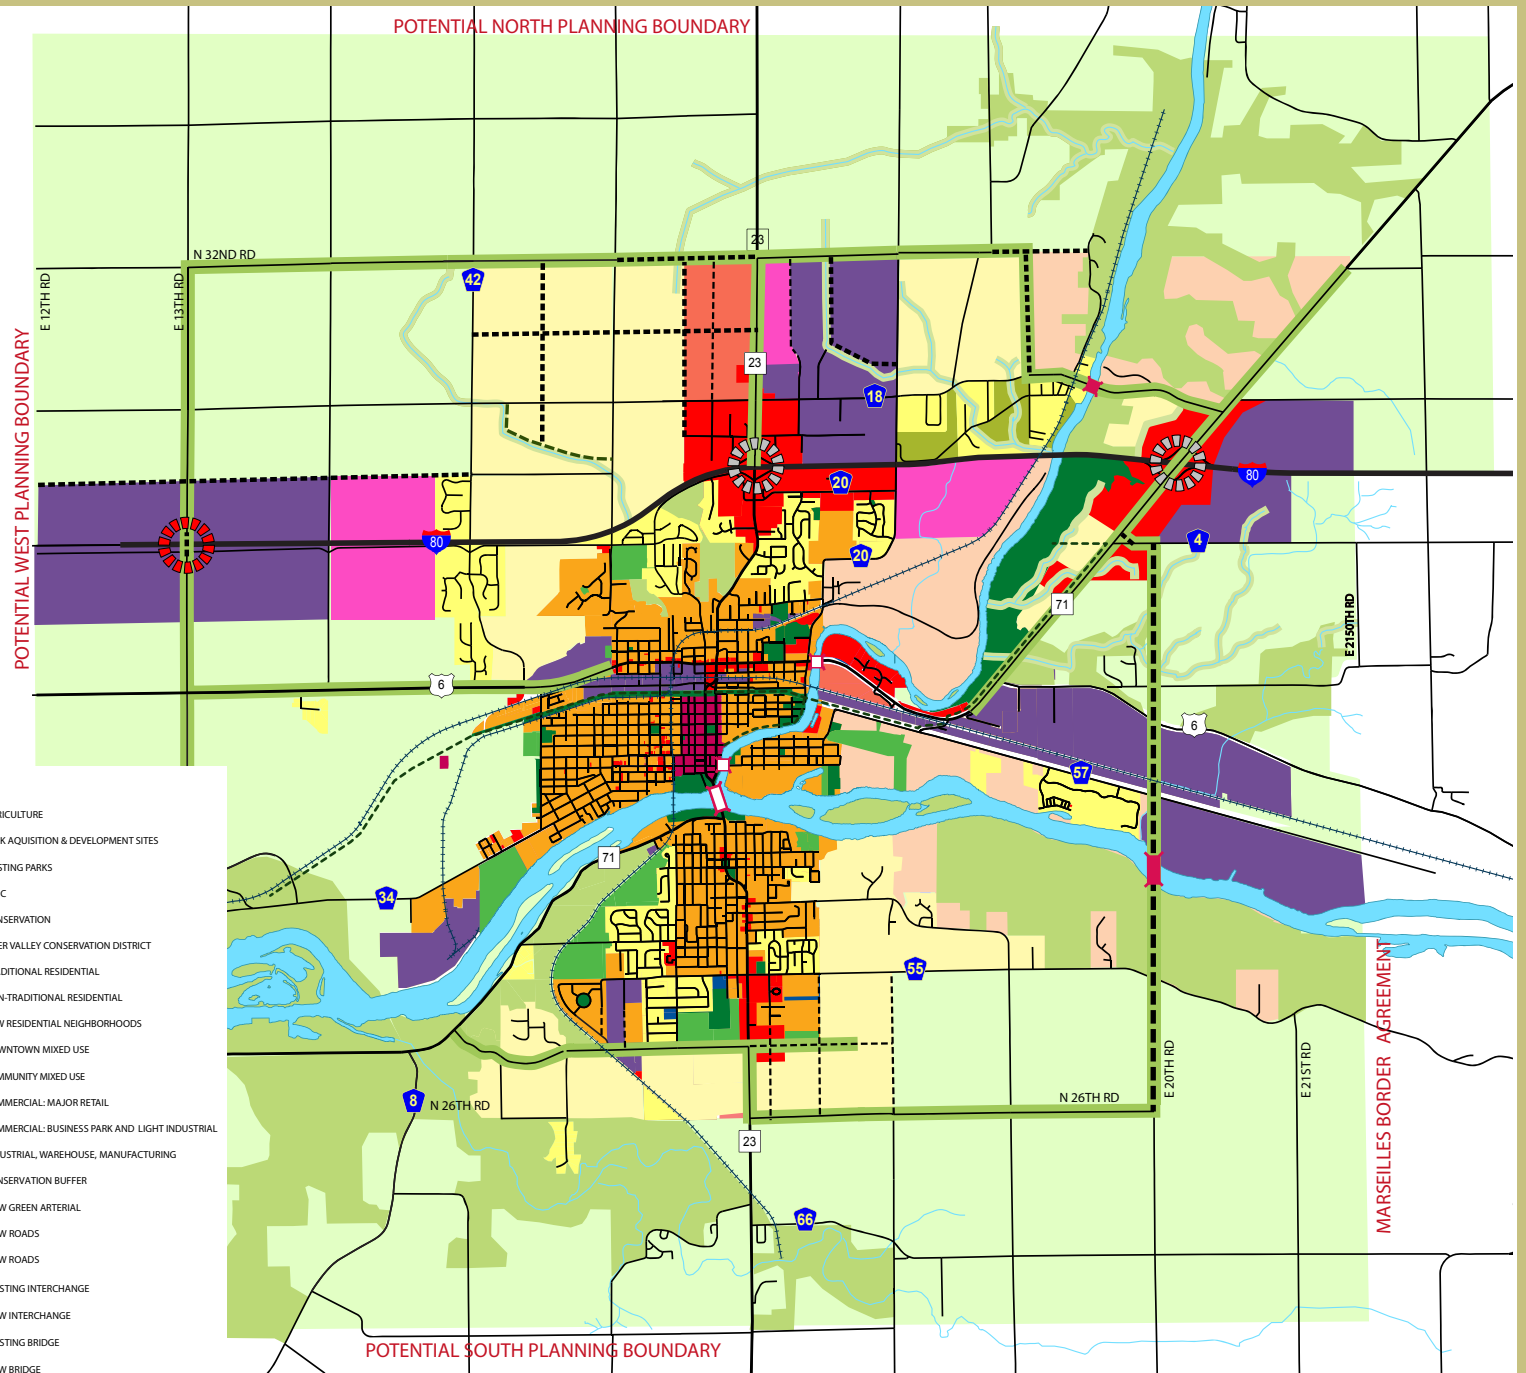 POTENTIAL NORTH PLANNING BOUNDARY
23
N 32ND RD
42
E 12TH RD
E 13TH RD
POTENTIAL WEST PLANNING BOUNDARY
23
18
80
20
80
20
4
71
E 2150TH RD
6
6
57
71
34
55
8
N 26TH RD
N 26TH RD
E 20TH RD
E 21ST RD
MARSEILLES BORDER AGREEMENT
23
66
POTENTIAL SOUTH PLANNING BOUNDARY
RICULTURE
K AQUISITION & DEVELOPMENT SITES
STING PARKS
C
NSERVATION
ER VALLEY CONSERVATION DISTRICT
DITIONAL RESIDENTIAL
N-TRADITIONAL RESIDENTIAL
W RESIDENTIAL NEIGHBORHOODS
WNTOWN MIXED USE
MMUNITY MIXED USE
MMERCIAL: MAJOR RETAIL
MMERCIAL: BUSINESS PARK AND LIGHT INDUSTRIAL
USTRIAL, WAREHOUSE, MANUFACTURING
NSERVATION BUFFER
W GREEN ARTERIAL
W ROADS
W ROADS
STING INTERCHANGE
W INTERCHANGE
STING BRIDGE
W BRIDGE